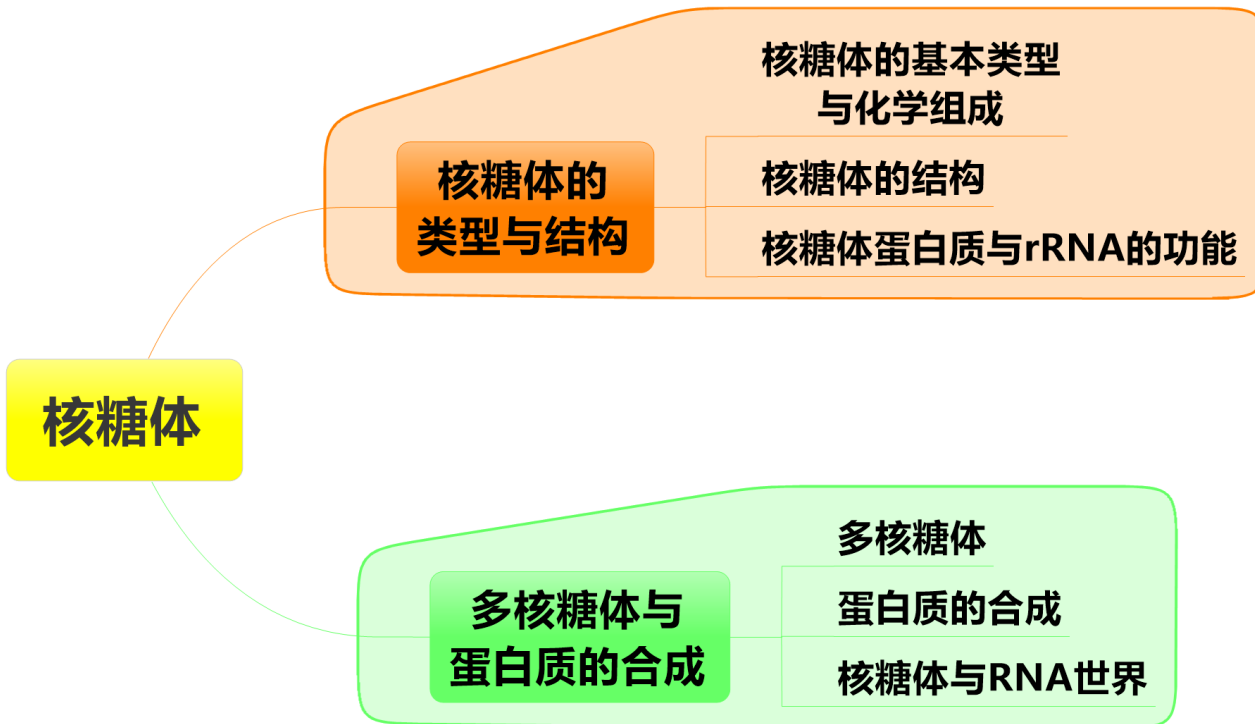 核糖体的基本类型
与化学组成
核糖体的
类型与结构
核糖体的结构
核糖体蛋白质与rRNA的功能
核糖体
多核糖体
多核糖体与
蛋白质的合成
蛋白质的合成
核糖体与RNA世界